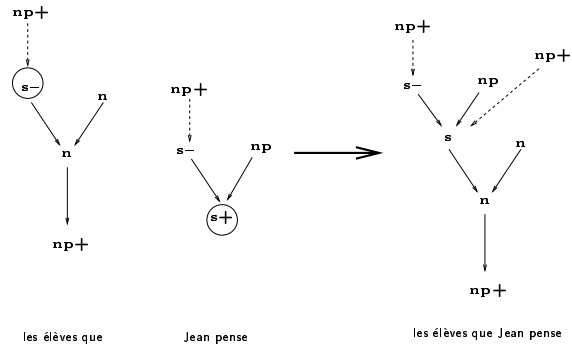 np+
s−
n
n
np+
les élèves que
np+
s−
np
s+
Jean pense
np+
np+
s−
np
s
n
n
np+
les élèves que Jean pense